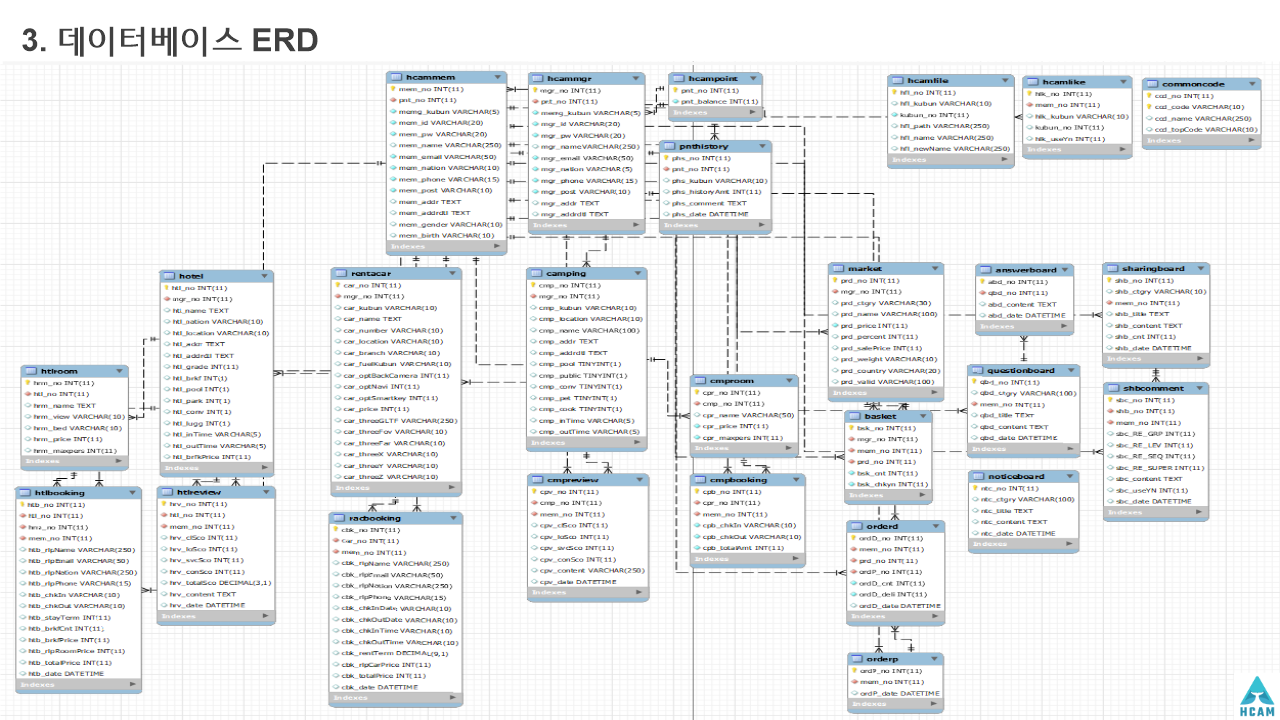 3. 데이터베이스 ERD
hcammem
mem_no INT(11)
pnt_no INT(11)
memg_kubun VARCHAR(5)
mem_id VARCHAR(20)
mem_pw VARCHAR(20)
mem_name VARCHAR(250)
mem_email VARCHAR(50)
mem_nation VARCHAR(10)
mem_phone VARCHAR(15)
mem_post VARCHAR(10)
mem_addr TEXT
mem_addrdtl TEXT
mem_gender VARCHAR(10)
mem_birth VARCHAR(10)
Indexes
hcammgr
mgr_no INT(11)
pnt_no INT(11)
memg_kubun VARCHAR(5)
mgr_id VARCHAR(20)
mgr_pw VARCHAR(20)
mgr_name VARCHAR(250)
mgr_email VARCHAR(50)
mgr_nation VARCHAR(5)
mgr_phone VARCHAR(15)
mgr_post VARCHAR(10)
mgr_addr TEXT
mgr_addrdtl TEXT
Indexes
hcampoint
pnt_no INT(11)
pnt_balance INT(11)
Indexes
pnthistory
phs_no INT(11)
pnt_no INT(11)
phs_kubun VARCHAR(10)
phs_historyAmt INT(11)
phs_comment TEXT
phs_date DATETIME
Indexes
hcamfile
hfl_no INT(11)
hfl_kubun VARCHAR(10)
kubun_no INT(11)
hfl_path VARCHAR(250)
hfl_name VARCHAR(250)
hfl_newName VARCHAR(250)
Indexes
hcamlike
hlk_no INT(11)
mem_no INT(11)
hlk_kubun VARCHAR(10)
kubun_no INT(11)
hlk_useYn INT(11)
Indexes
commoncode
ccd_no INT(11)
ccd_code VARCHAR(10)
ccd_name VARCHAR(250)
ccd_topCode VARCHAR(10)
Indexes
hotel
htl_no INT(11)
mgr_no INT(11)
htl_name TEXT
htl_nation VARCHAR(10)
htl_location VARCHAR(10)
htl_addr TEXT
htl_addrdtl TEXT
htl_grade INT(11)
htl_brkf INT(1)
htl_pool INT(1)
htl_park INT(1)
htl_conv INT(1)
htl_lugg INT(1)
htl_inTime VARCHAR(5)
htl_outTime VARCHAR(5)
htl_brfkPrice INT(11)
Indexes
rentacar
car_no INT(11)
mgr_no INT(11)
car_kubun VARCHAR(10)
car_name TEXT
car_number VARCHAR(10)
car_location VARCHAR(10)
car_branch VARCHAR(10)
car_fuelKubun VARCHAR(10)
car_optBackCamera INT(11)
car_optNavi INT(11)
car_optSmartkey INT(11)
car_price INT(11)
car_threeGLTF VARCHAR(250)
car_threeFov VARCHAR(10)
car_threeFar VARCHAR(10)
car_threeX VARCHAR(10)
car_threeY VARCHAR(10)
car_threeZ VARCHAR(10)
Indexes
camping
cmp_no INT(11)
mgr_no INT(11)
cmp_kubun VARCHAR(10)
cmp_location VARCHAR(10)
cmp_name VARCHAR(100)
cmp_addr TEXT
cmp_addrdtl TEXT
cmp_pool TINYINT(1)
cmp_public TINYINT(1)
cmp_conv TINYINT(1)
cmp_pet TINYINT(1)
cmp_cook TINYINT(1)
cmp_inTime VARCHAR(5)
cmp_outTime VARCHAR(5)
Indexes
market
prd_no INT(11)
mgr_no INT(11)
prd_ctgry VARCHAR(30)
prd_name VARCHAR(100)
prd_price INT(11)
prd_percent INT(11)
prd_salePrice INT(11)
prd_weight VARCHAR(10)
prd_country VARCHAR(20)
prd_valid VARCHAR(100)
Indexes
answerboard
abd_no INT(11)
qbd_no INT(11)
abd_content TEXT
abd_date DATETIME
Indexes
sharingboard
shb_no INT(11)
shb_ctgry VARCHAR(10)
mem_no INT(11)
shb_title TEXT
shb_content TEXT
shb_cnt INT(11)
shb_date DATETIME
Indexes
htlroom
hrm_no INT(11)
htl_no INT(11)
hrm_name TEXT
hrm_view VARCHAR(10)
hrm_bed VARCHAR(10)
hrm_price INT(11)
hrm_maxpers INT(11)
Indexes
cmproom
cpr_no INT(11)
cmp_no INT(11)
cpr_name VARCHAR(50)
cpr_price INT(11)
cpr_maxpers INT(11)
Indexes
questionboard
qbd_no INT(11)
qbd_ctgry VARCHAR(100)
mem_no INT(11)
qbd_title TEXT
qbd_content TEXT
qbd_date DATETIME
Indexes
shbcomment
sbc_no INT(11)
shb_no INT(11)
mem_no INT(11)
sbc_RE_GRP INT(11)
sbc_RE_LEV INT(11)
sbc_RE_SEQ INT(11)
sbc_RE_SUPER INT(11)
sbc_content TEXT
sbc_useYN INT(11)
sbc_date DATETIME
Indexes
basket
bsk_no INT(11)
mgr_no INT(11)
mem_no INT(11)
prd_no INT(11)
bsk_cnt INT(11)
bsk_chkyn INT(11)
Indexes
htlbooking
htb_no INT(11)
htl_no INT(11)
mem_no INT(11)
htb_rlpName VARCHAR(250)
htb_rlpEmail VARCHAR(50)
htb_rlpNation VARCHAR(250)
htb_rlpPhone VARCHAR(15)
htb_chkIn VARCHAR(10)
htb_chkOut VARCHAR(10)
htb_stayTerm INT(11)
htb_brkfCnt INT(11)
htb_brkfPrice INT(11)
htb_rlpRoomPrice INT(11)
htb_totalPrice INT(11)
htb_date DATETIME
Indexes
htlreview
hrv_no INT(11)
htl_no INT(11)
mem_no INT(11)
hrv_clSco INT(11)
hrv_kdSco INT(11)
hrv_svcSco INT(11)
hrv_conSco INT(11)
hrv_totalSco DECIMAL(3,1)
hrv_content TEXT
hrv_date DATETIME
Indexes
racbooking
cbk_no INT(11)
car_no INT(11)
mem_no INT(11)
cbk_rlpName VARCHAR(250)
cbk_rlpEmail VARCHAR(50)
cbk_rlpNation VARCHAR(250)
cbk_rlpPhone VARCHAR(15)
cbk_chkInDate VARCHAR(10)
cbk_chkOutDate VARCHAR(10)
cbk_chkInTime VARCHAR(10)
cbk_chkOutTime VARCHAR(10)
cbk_rentTerm DECIMAL(9,1)
cbk_rlpCarPrice INT(11)
cbk_totalPrice INT(11)
cbk_date DATETIME
Indexes
cmpreview
cpv_no INT(11)
cmp_no INT(11)
mem_no INT(11)
cpv_clSco INT(11)
cpv_kdSco INT(11)
cpv_svcSco INT(11)
cpv_conSco INT(11)
cpv_content VARCHAR(250)
cpv_date DATETIME
Indexes
cmpbooking
cpb_no INT(11)
cpr_no INT(11)
mem_no INT(11)
cpb_chkIn VARCHAR(10)
cpb_chkOut VARCHAR(10)
cpb_totalAmt INT(11)
Indexes
noticeboard
ntc_no INT(11)
ntc_ctgry VARCHAR(100)
ntc_title TEXT
ntc_content TEXT
ntc_date DATETIME
Indexes
orderd
ordD_no INT(11)
mem_no INT(11)
prd_no INT(11)
ordP_no INT(11)
ordD_cnt INT(11)
ordD_deli INT(11)
ordD_date DATETIME
Indexes
orderp
ordP_no INT(11)
mem_no INT(11)
ordP_date DATETIME
Indexes
HCAM